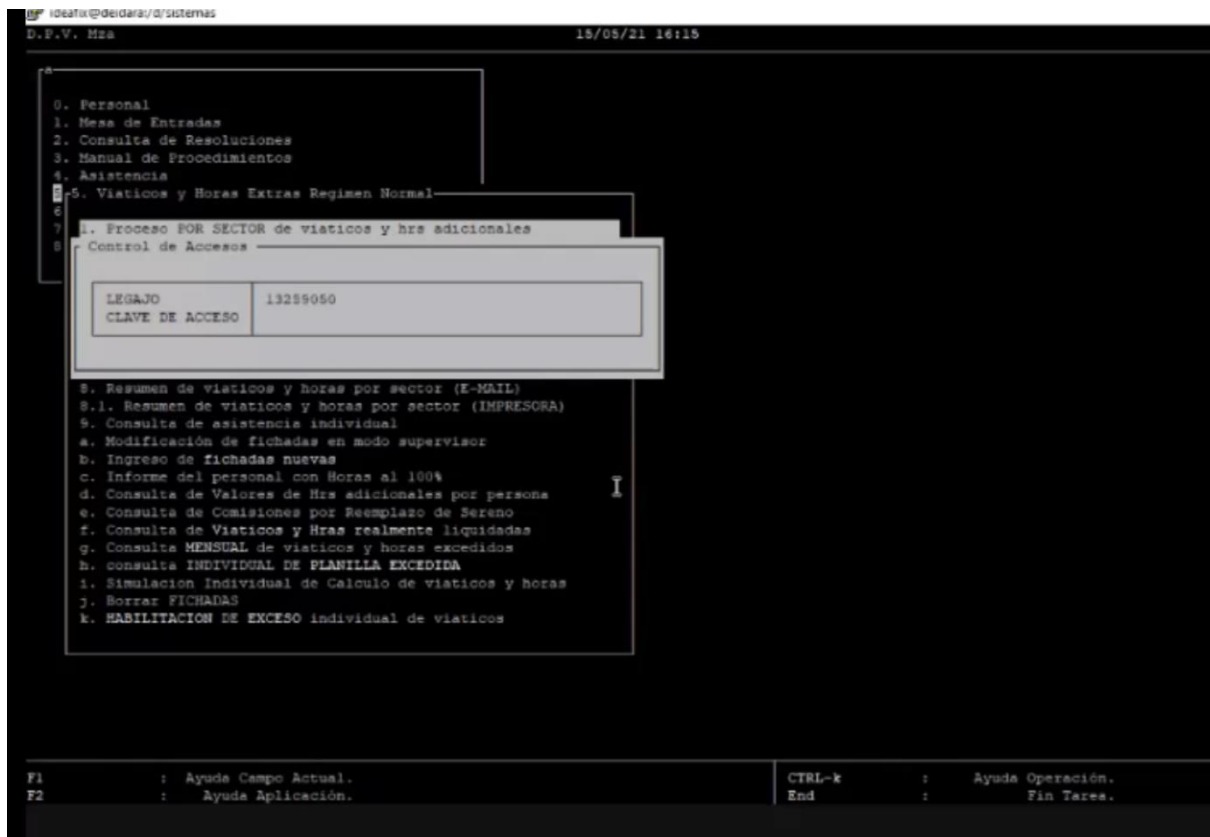 ideafix@deidara:/d/sistemas
D.P.V. Mza 15/05/21 16:15
0. Personal
1. Mesa de Entradas
2. Consulta de Resoluciones
3. Manual de Procedimientos
4. Asistencia
5 5. Viaticos y Horas Extras Regimen Normal
6
7 1. Proceso POR SECTOR de viaticos y hrs adicionales
8 Control de Accesos
LEGAJO 13259050
CLAVE DE ACCESO
8. Resumen de viaticos y horas por sector (E-MAIL)
8.1. Resumen de viaticos y horas por sector (IMPRESORA)
9. Consulta de asistencia individual
a. Modificación de fichadas en modo supervisor
b. Ingreso de fichadas nuevas
c. Informe del personal con Horas al 100%
d. Consulta de Valores de Hrs adicionales por persona
e. Consulta de Comisiones por Reemplazo de Sereno
f. Consulta de Viaticos y Hras realmente liquidadas
g. Consulta MENSUAL de viaticos y horas excedidos
h. consulta INDIVIDUAL DE PLANILLA EXCEDIDA
i. Simulacion Individual de Calculo de viaticos y horas
j. Borrar FICHADAS
k. HABILITACION DE EXCESO individual de viaticos
F1 : Ayuda Campo Actual. CTRL-k : Ayuda Operación.
F2 : Ayuda Aplicación. End : Fin Tarea.